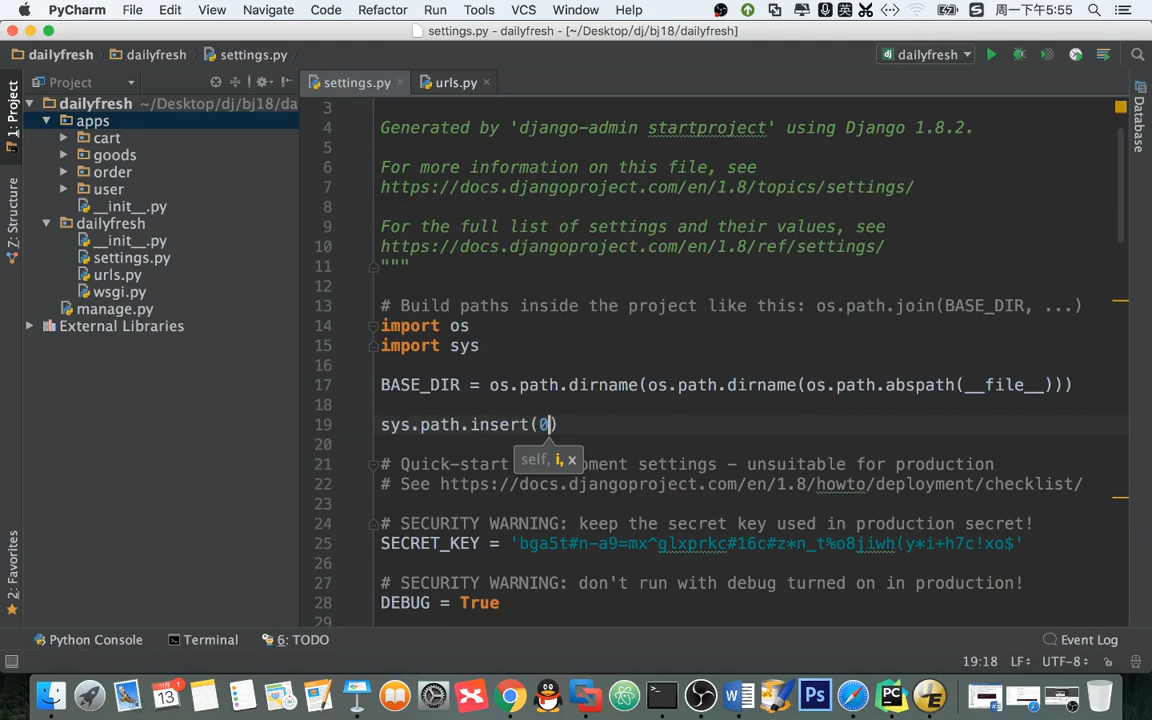 PyCharm File Edit View Navigate Code Refactor Run Tools VCS Window Help 英 周一下午5:55
settings.py - dailyfresh - [~/Desktop/dj/bj18/dailyfresh]
dailyfresh dailyfresh settings.py dj dailyfresh
1: Project
7: Structure
2: Favorites
Project
dailyfresh ~/Desktop/dj/bj18/da
apps
cart
goods
order
user
__init__.py
dailyfresh
__init__.py
settings.py
urls.py
wsgi.py
manage.py
External Libraries
settings.py urls.py
3
4 Generated by 'django-admin startproject' using Django 1.8.2.
5
6 For more information on this file, see
7 https://docs.djangoproject.com/en/1.8/topics/settings/
8
9 For the full list of settings and their values, see
10 https://docs.djangoproject.com/en/1.8/ref/settings/
11 """
12
13 # Build paths inside the project like this: os.path.join(BASE_DIR, ...)
14 import os
15 import sys
16
17 BASE_DIR = os.path.dirname(os.path.dirname(os.path.abspath(__file__)))
18
19 sys.path.insert(0)
20
self, i, x
21 # Quick-start opment settings - unsuitable for production
22 # See https://docs.djangoproject.com/en/1.8/howto/deployment/checklist/
23
24 # SECURITY WARNING: keep the secret key used in production secret!
25 SECRET_KEY = 'bga5t#n-a9=mx^glxprkc#16c#z*n_t%o8jiwh(y*i+h7c!xo$'
26
27 # SECURITY WARNING: don't run with debug turned on in production!
28 DEBUG = True
29
Database
Python Console Terminal 6: TODO Event Log
19:18 LF UTF-8
13
1
Ps
PC